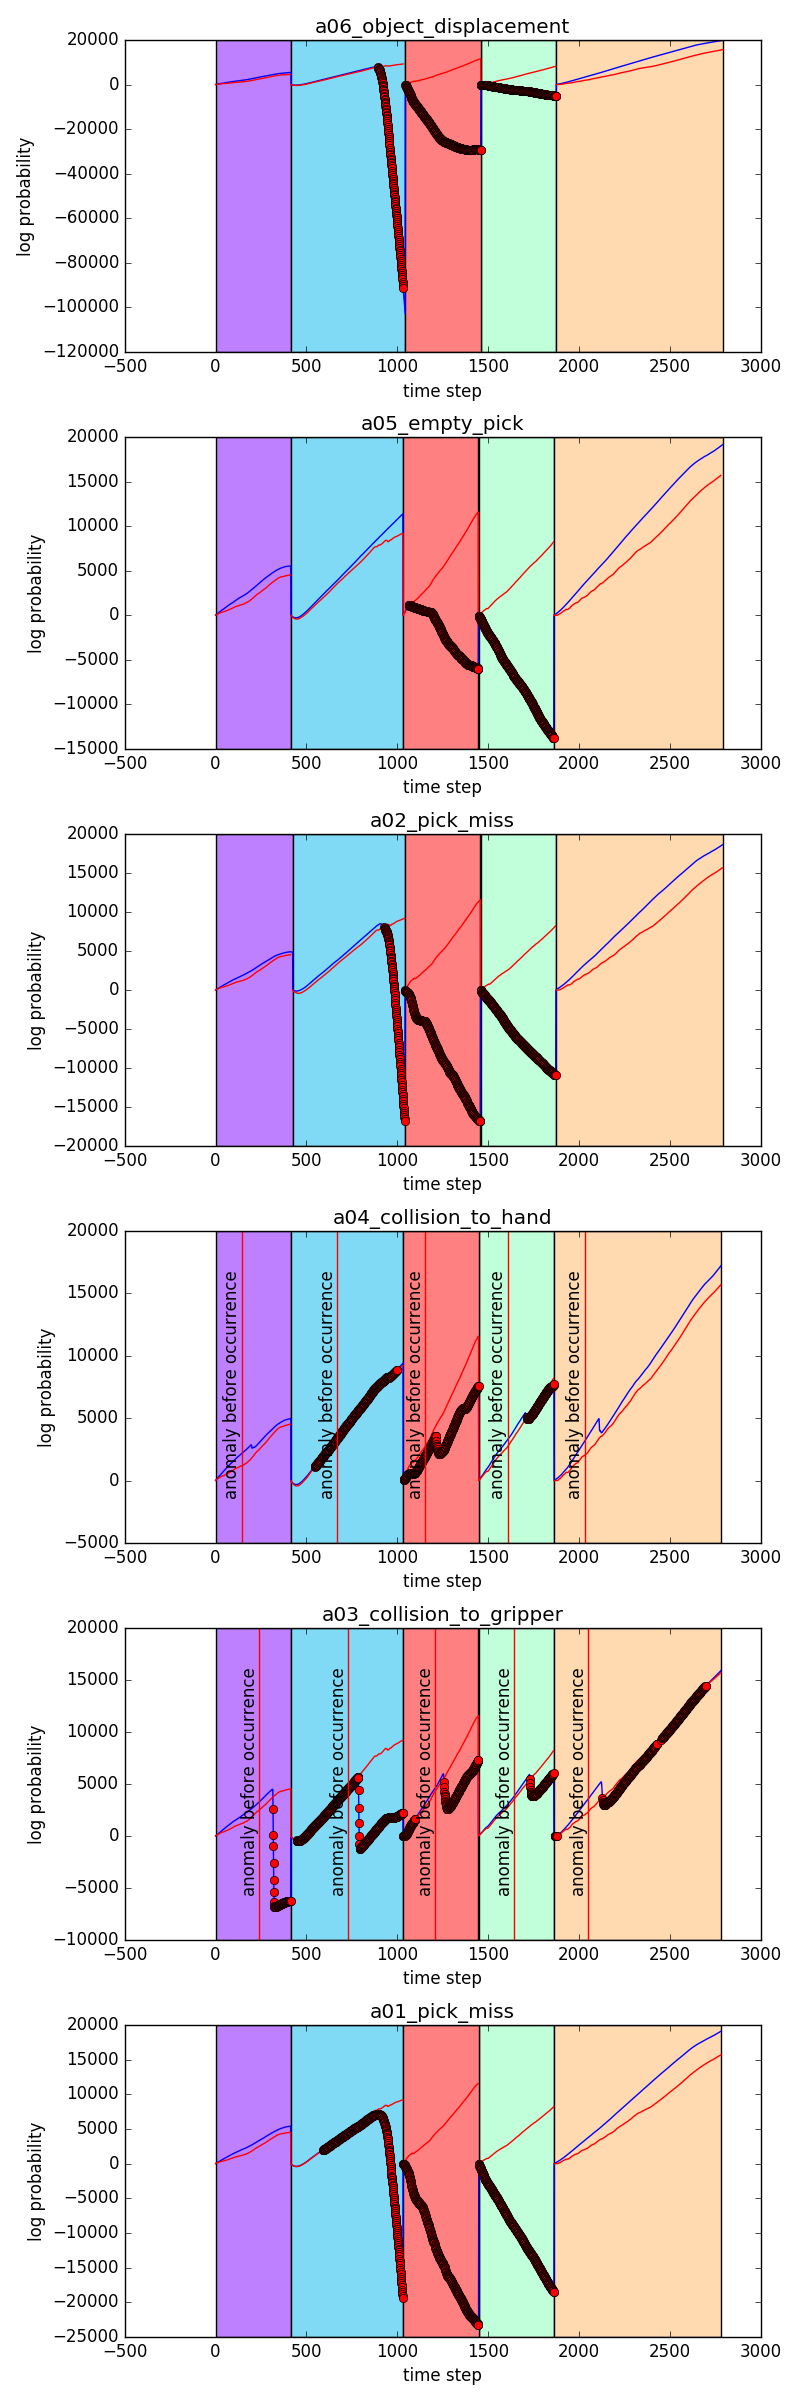 a06_object_displacement
20000
0
−20000
−40000
−60000
−80000
−100000
−120000
log probability
−500 0 500 1000 1500 2000 2500 3000
time step
a05_empty_pick
20000
15000
10000
5000
0
−5000
−10000
−15000
log probability
−500 0 500 1000 1500 2000 2500 3000
time step
a02_pick_miss
20000
15000
10000
5000
0
−5000
−10000
−15000
−20000
log probability
−500 0 500 1000 1500 2000 2500 3000
time step
a04_collision_to_hand
20000
15000
10000
5000
0
−5000
log probability
anomaly before occurrence
anomaly before occurrence
anomaly before occurrence
anomaly before occurrence
anomaly before occurrence
−500 0 500 1000 1500 2000 2500 3000
time step
a03_collision_to_gripper
20000
15000
10000
5000
0
−5000
−10000
log probability
anomaly before occurrence
anomaly before occurrence
anomaly before occurrence
anomaly before occurrence
anomaly before occurrence
−500 0 500 1000 1500 2000 2500 3000
time step
a01_pick_miss
20000
15000
10000
5000
0
−5000
−10000
−15000
−20000
−25000
log probability
−500 0 500 1000 1500 2000 2500 3000
time step